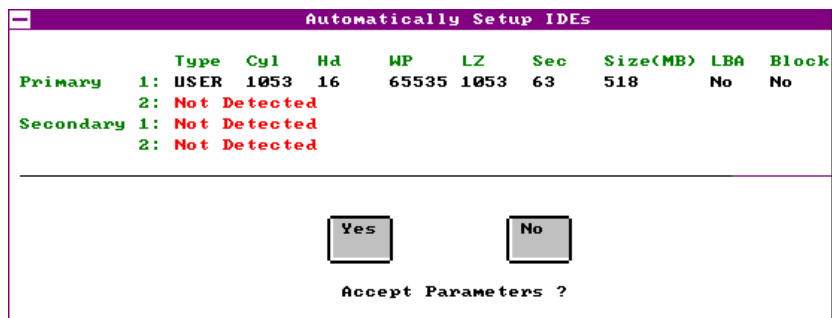 Automatically Setup IDEs
Type Cyl Hd WP LZ Sec Size(MB) LBA Block
Primary 1: USER 1053 16 65535 1053 63 518 No No
2: Not Detected
Secondary 1: Not Detected
2: Not Detected
Yes No
Accept Parameters ?